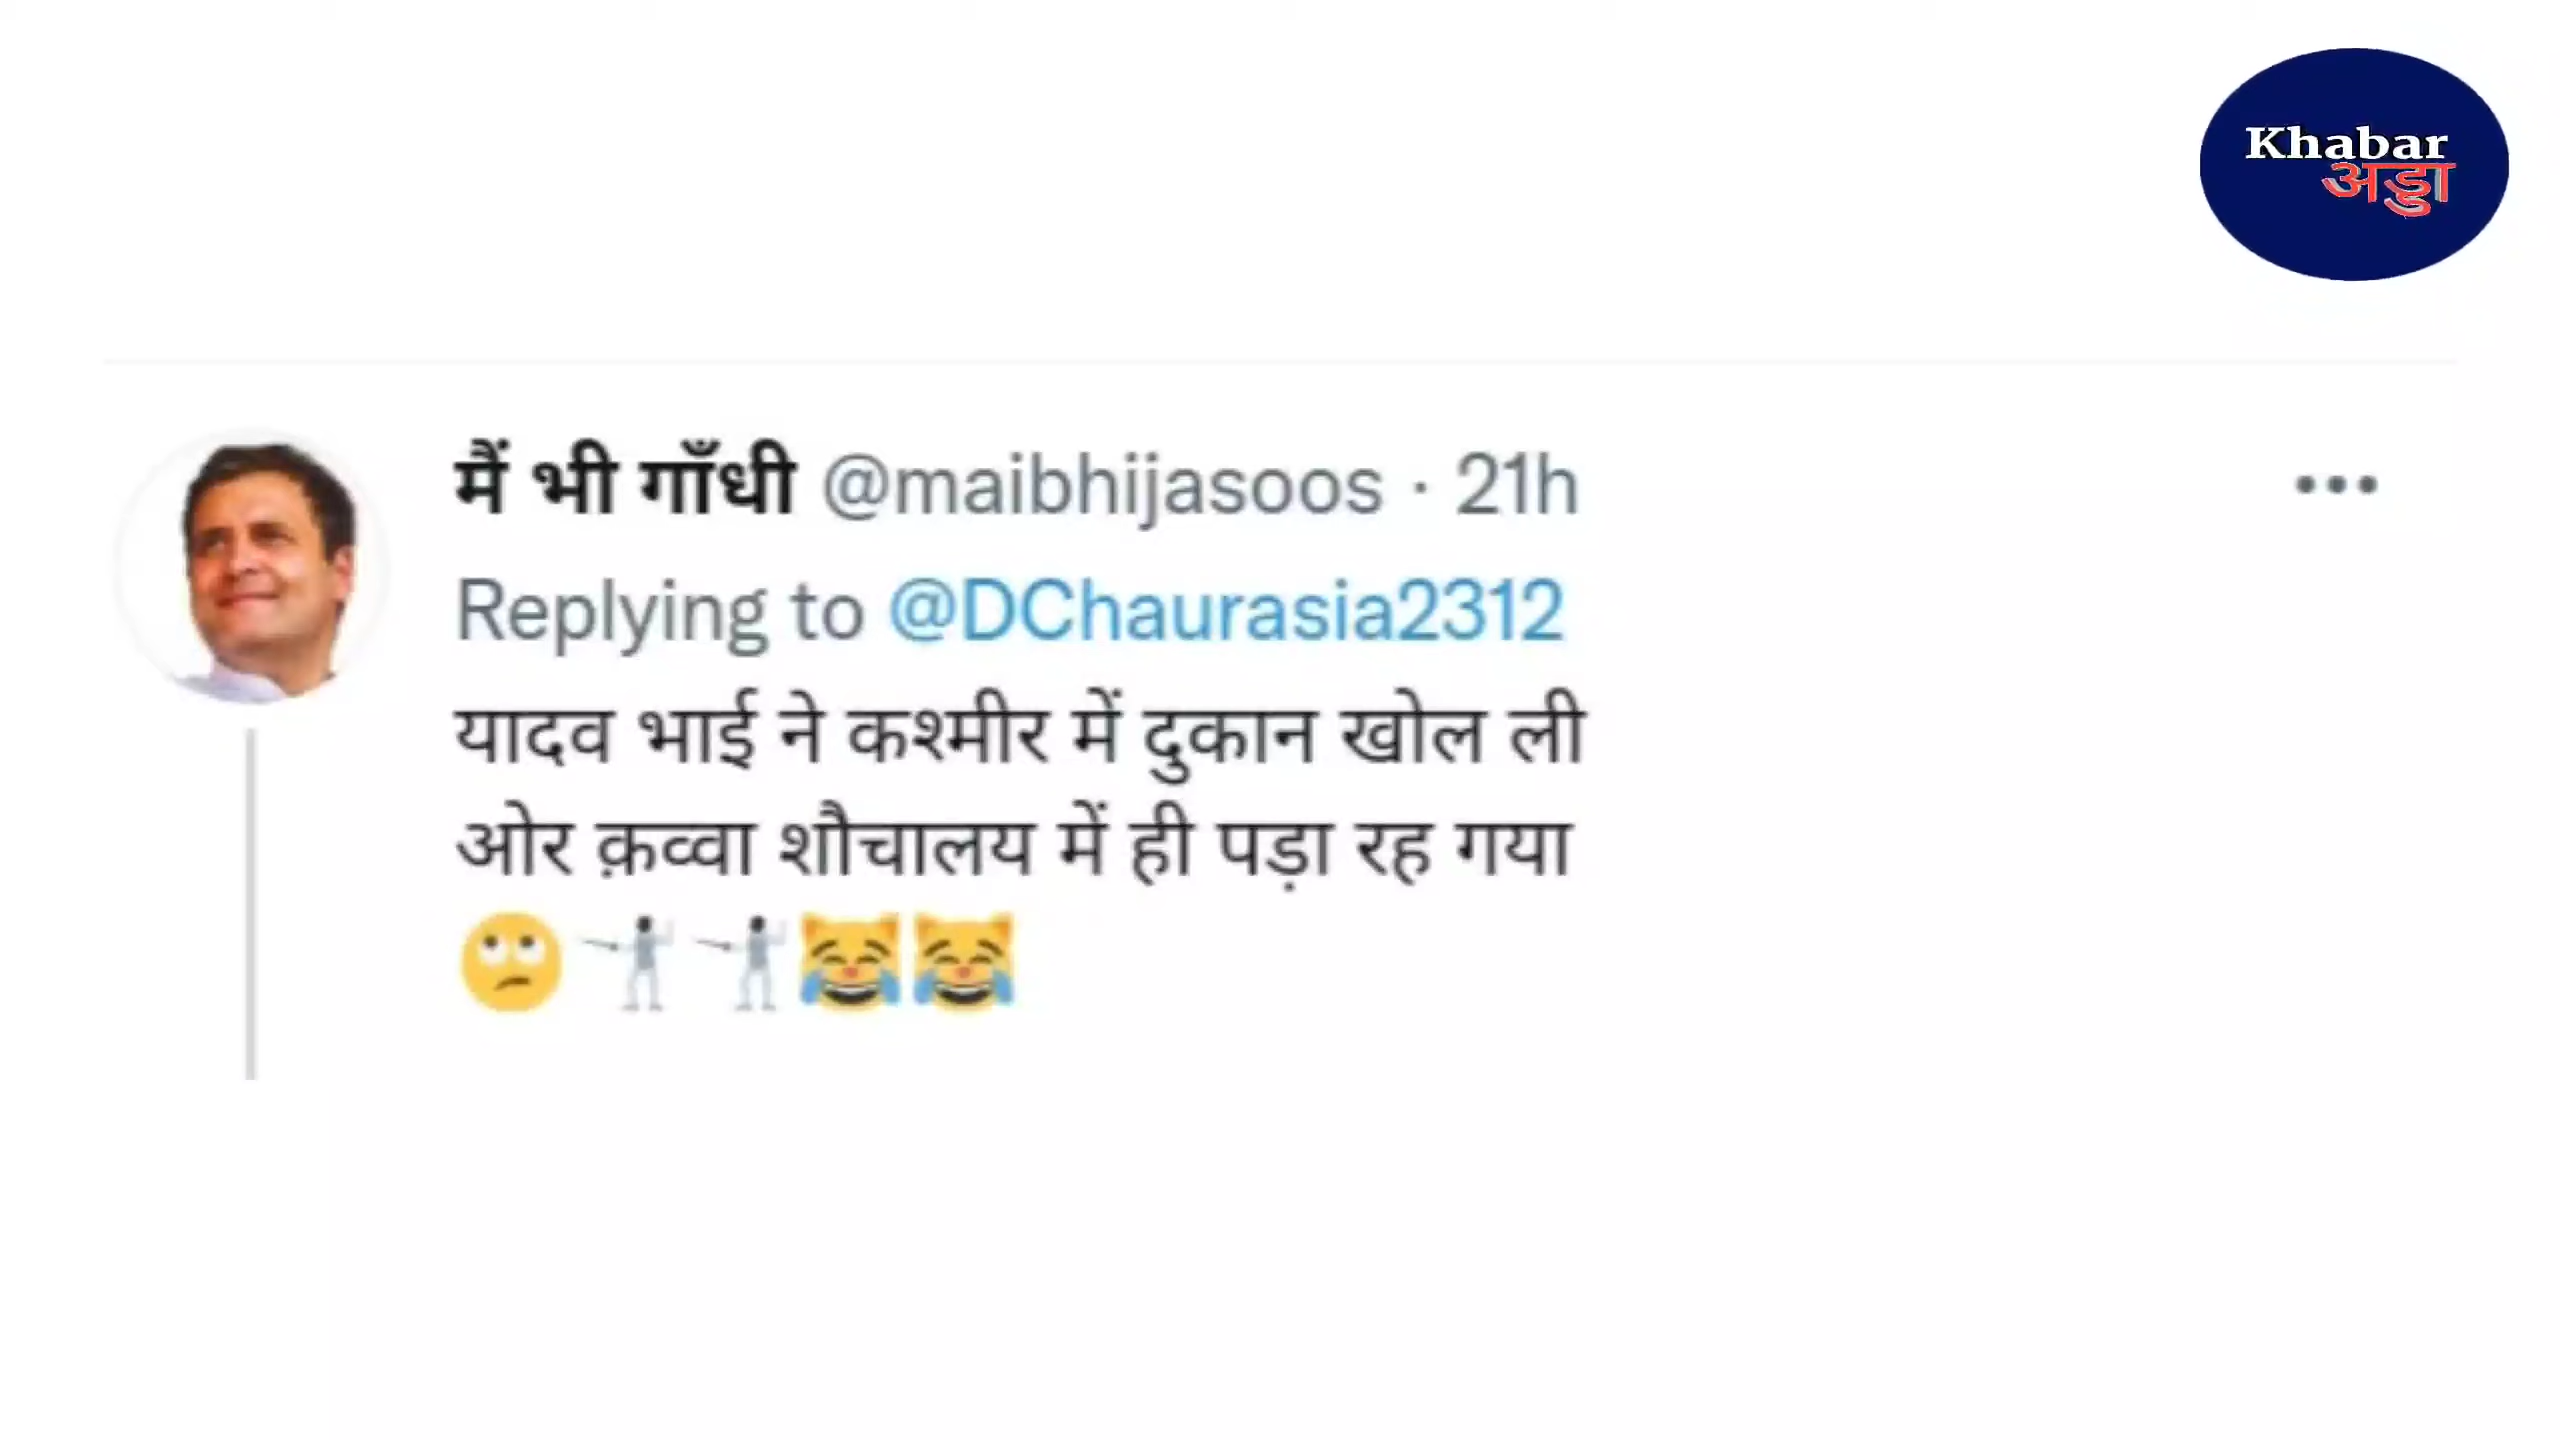 Khabar
अड्डा
मैं भी गाँधी @maibhijasoos · 21h
Replying to @DChaurasia2312
यादव भाई ने कश्मीर में दुकान खोल ली
ओर क़व्वा शौचालय में ही पड़ा रह गया
🙄🤺🤺😹😹